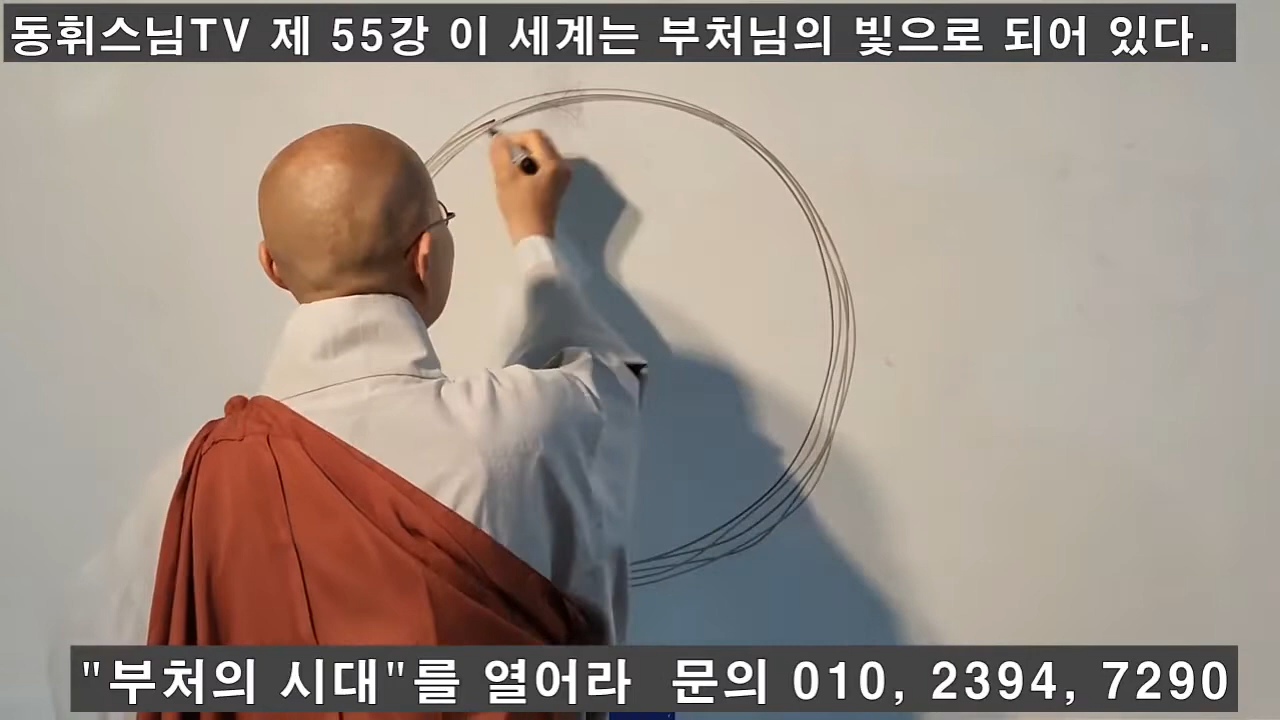 동휘스님TV 제 55강 이 세계는 부처님의 빛으로 되어 있다.
"부처의 시대"를 열어라 문의 010, 2394, 7290